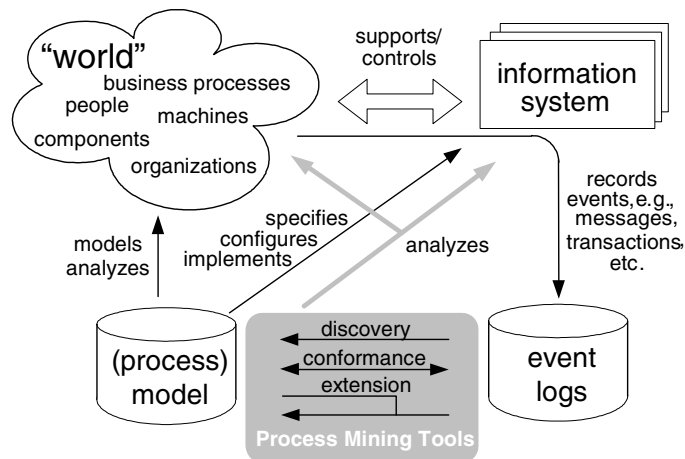 “world”
business processes
people
machines
components
organizations
supports/
controls
information
system
records
events, e.g.,
messages,
transactions,
etc.
specifies
configures
implements
models
analyzes
analyzes
(process)
model
discovery
conformance
extension
Process Mining Tools
event
logs